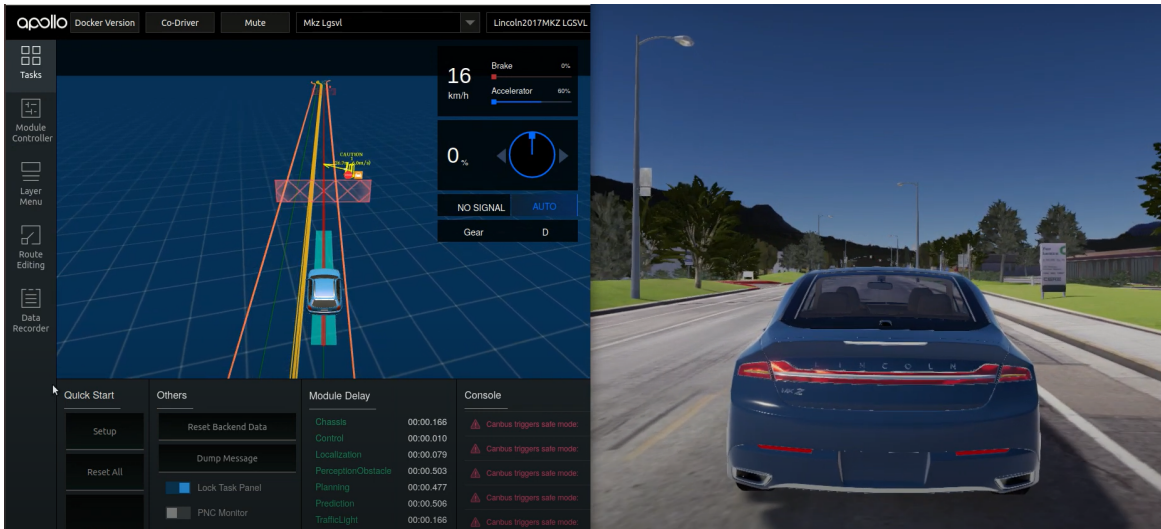 apollo Docker Version Co-Driver Mute Mkz Lgsvl Lincoln2017MKZ LGSVL
Tasks
Module
Controller
Layer
Menu
Route
Editing
Data
Recorder
CAUTION
16
km/h
Brake 0%
Accelerator 60%
0 %
NO SIGNAL AUTO
Gear D
Quick Start
Setup
Reset All
Others
Reset Backend Data
Dump Message
Lock Task Panel
PNC Monitor
Module Delay
Chassis 00:00.166
Control 00:00.010
Localization 00:00.079
PerceptionObstacle 00:00.503
Planning 00:00.477
Prediction 00:00.506
TrafficLight 00:00.166
Console
Canbus triggers safe mode:
Canbus triggers safe mode:
Canbus triggers safe mode:
Canbus triggers safe mode:
Canbus triggers safe mode:
LINCOLN
MKZ